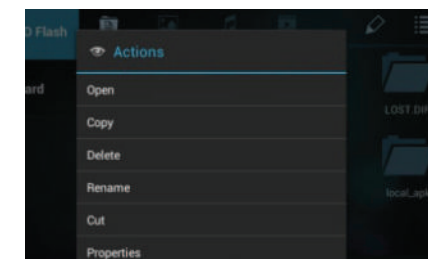 Flash
Actions
ard
Open
LOST.DIR
Copy
Delete
Rename
local_apk
Cut
Properties